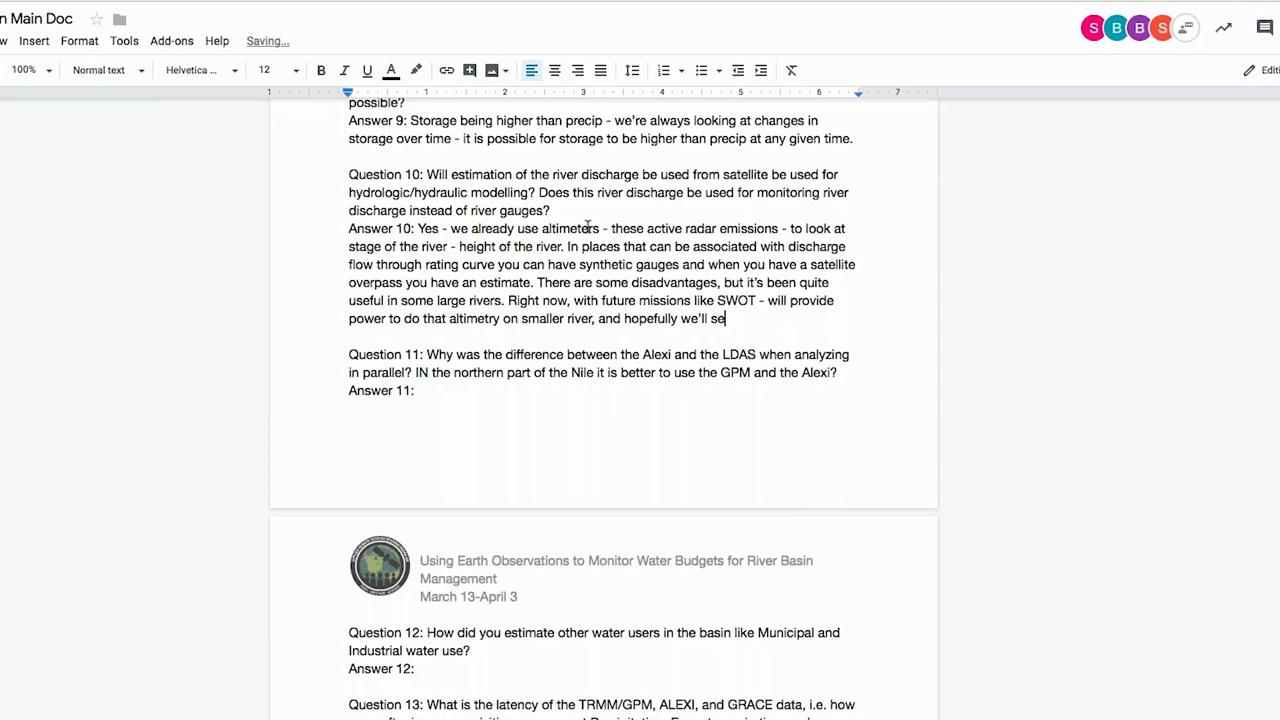 n Main Doc
w Insert Format Tools Add-ons Help Saving...
S B B S
100% Normal text Helvetica ... 12 B I U A Editi
1 1 2 3 4 5 6 7
possible?
Answer 9: Storage being higher than precip - we're always looking at changes in
storage over time - it is possible for storage to be higher than precip at any given time.
Question 10: Will estimation of the river discharge be used from satellite be used for
hydrologic/hydraulic modelling? Does this river discharge be used for monitoring river
discharge instead of river gauges?
Answer 10: Yes - we already use altimeters - these active radar emissions - to look at
stage of the river - height of the river. In places that can be associated with discharge
flow through rating curve you can have synthetic gauges and when you have a satellite
overpass you have an estimate. There are some disadvantages, but it's been quite
useful in some large rivers. Right now, with future missions like SWOT - will provide
power to do that altimetry on smaller river, and hopefully we'll se
Question 11: Why was the difference between the Alexi and the LDAS when analyzing
in parallel? IN the northern part of the Nile it is better to use the GPM and the Alexi?
Answer 11:
Using Earth Observations to Monitor Water Budgets for River Basin
Management
March 13-April 3
Question 12: How did you estimate other water users in the basin like Municipal and
Industrial water use?
Answer 12:
Question 13: What is the latency of the TRMM/GPM, ALEXI, and GRACE data, i.e. how